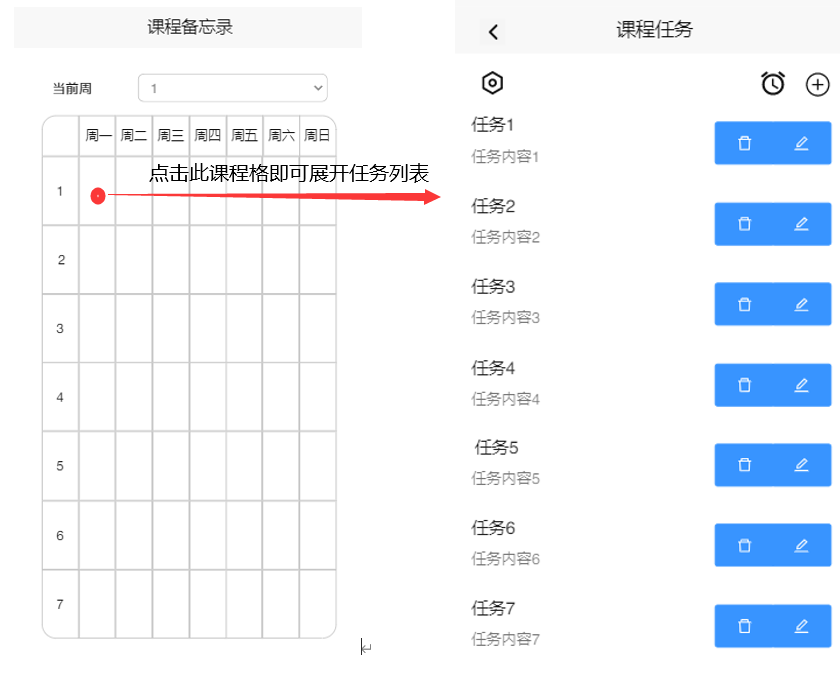 课程备忘录
当前周
1
周一 周二 周三 周四 周五 周六 周日
1
2
3
4
5
6
7
点击此课程格即可展开任务列表
课程任务
任务1
任务内容1
任务2
任务内容2
任务3
任务内容3
任务4
任务内容4
任务5
任务内容5
任务6
任务内容6
任务7
任务内容7